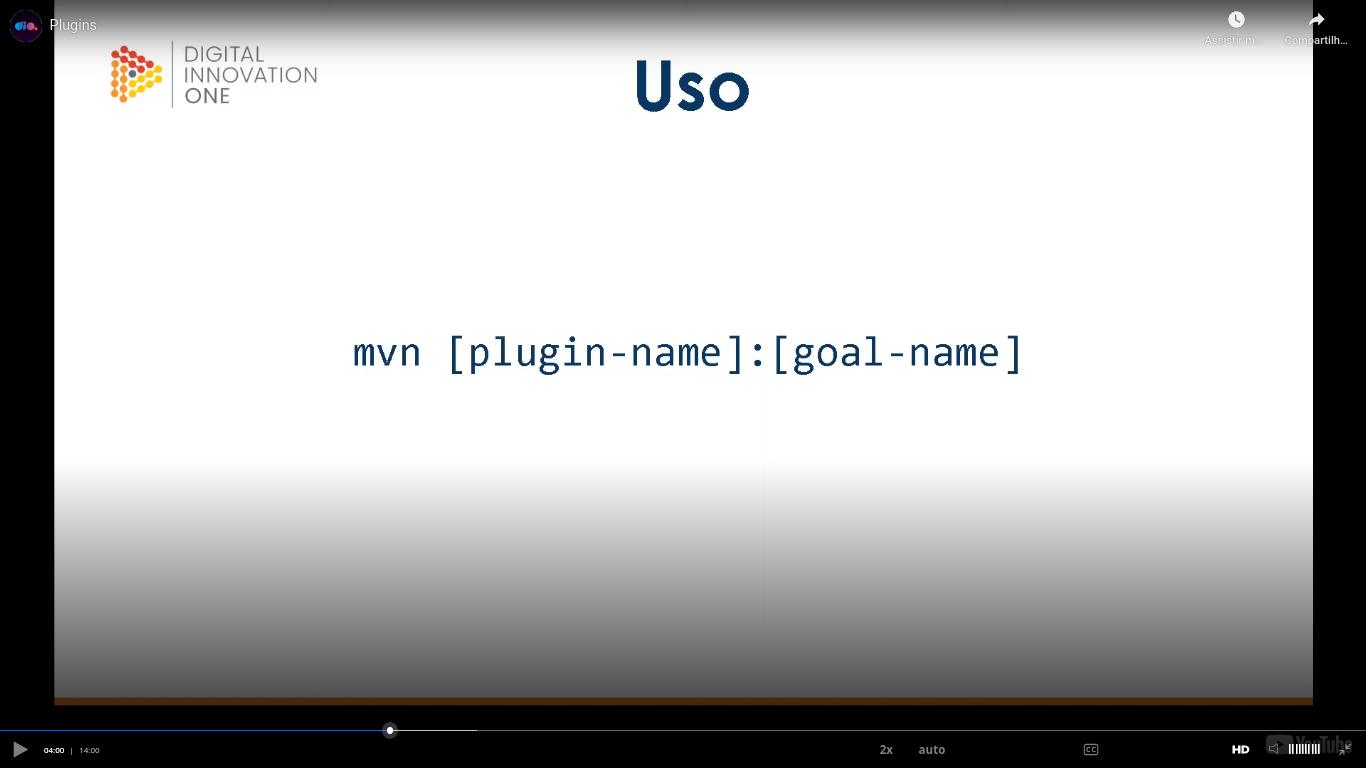 dio.
Plugins
Assistir m...
Compartilh...
DIGITAL
INNOVATION
ONE
Uso
mvn [plugin-name]:[goal-name]
04:00 | 14:00
2x
auto
CC
HD
YouTube